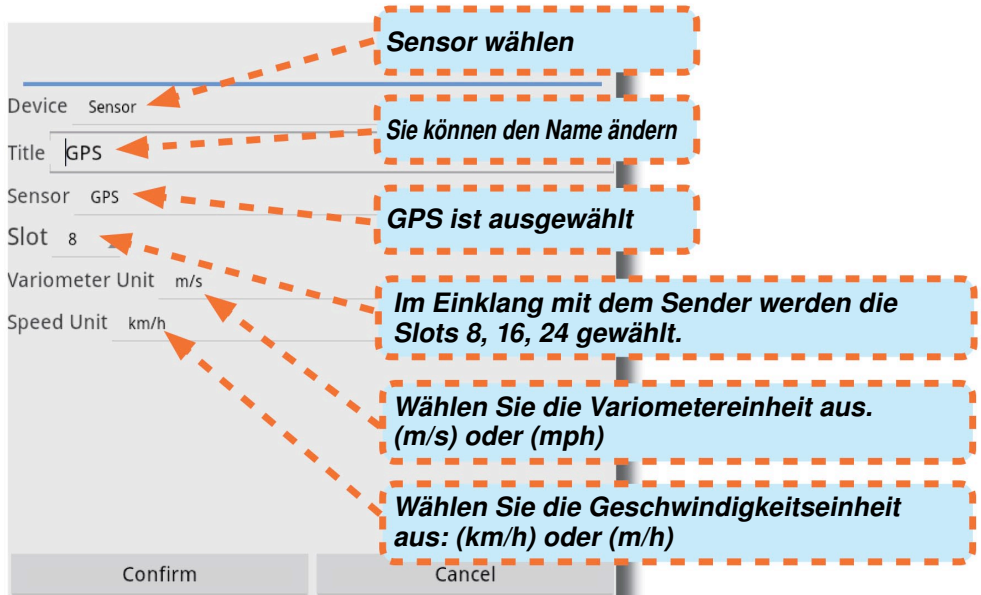 Sensor wählen
Device Sensor
Sie können den Name ändern
Title GPS
Sensor GPS
GPS ist ausgewählt
Slot 8
Variometer Unit m/s
Im Einklang mit dem Sender werden die
Slots 8, 16, 24 gewählt.
Speed Unit km/h
Wählen Sie die Variometereinheit aus.
(m/s) oder (mph)
Wählen Sie die Geschwindigkeitseinheit
aus: (km/h) oder (m/h)
Confirm Cancel